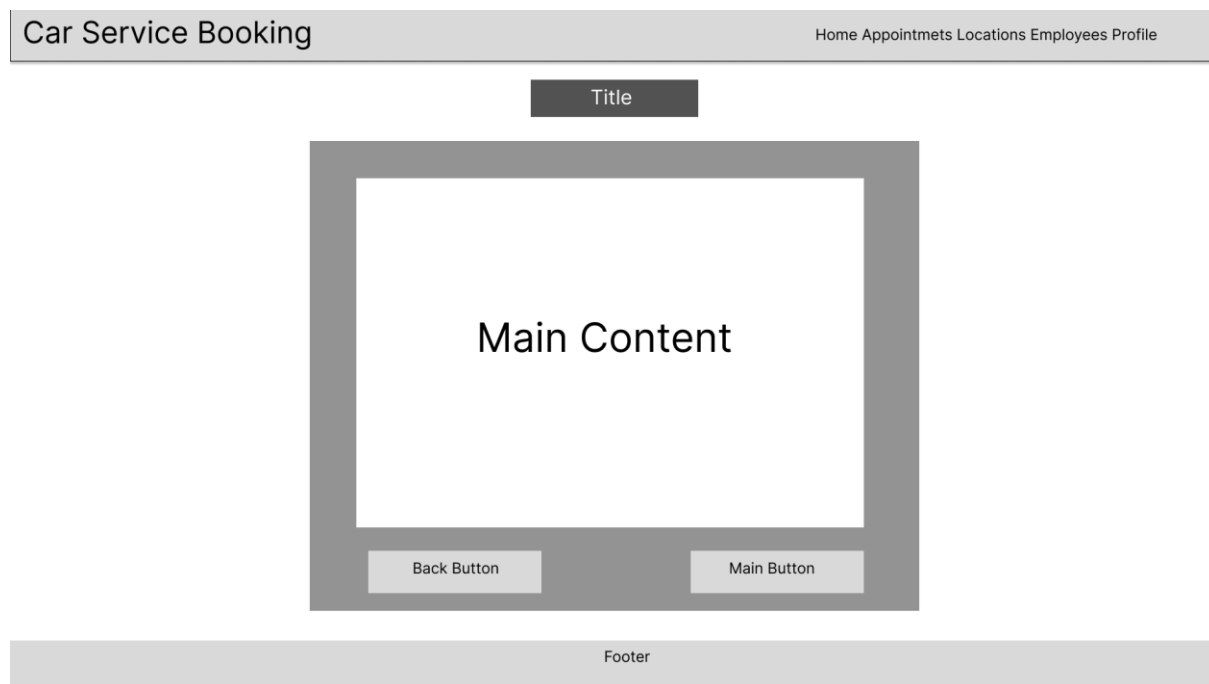 Car Service Booking
Home Appointmets Locations Employees Profile
Title
Main Content
Back Button
Main Button
Footer